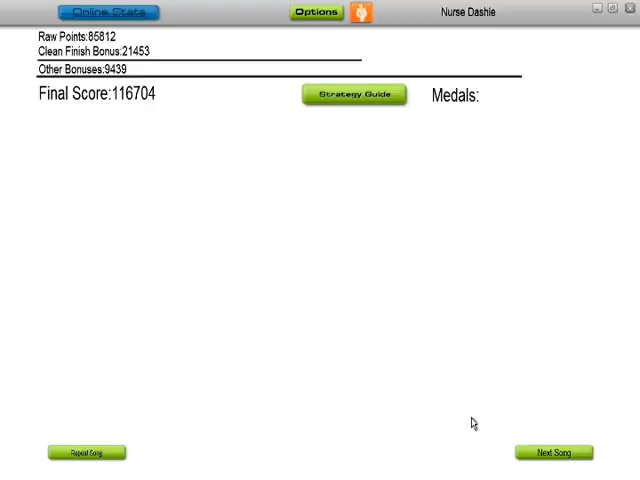 Online Stats
Options
Nurse Dashie
Raw Points:85812
Clean Finish Bonus:21453
Other Bonuses:9439
Final Score:116704
Strategy Guide
Medals:
Repeat Song
Next Song